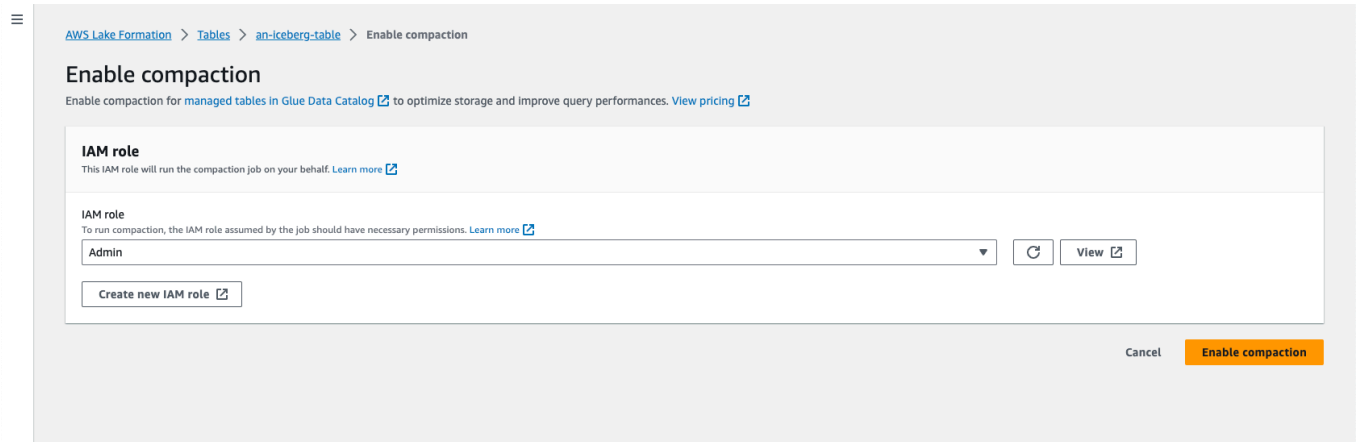 AWS Lake Formation > Tables > an-iceberg-table > Enable compaction
Enable compaction
Enable compaction for managed tables in Glue Data Catalog to optimize storage and improve query performances. View pricing
IAM role
This IAM role will run the compaction job on your behalf. Learn more
IAM role
To run compaction, the IAM role assumed by the job should have necessary permissions. Learn more
Admin
View
Create new IAM role
Cancel
Enable compaction